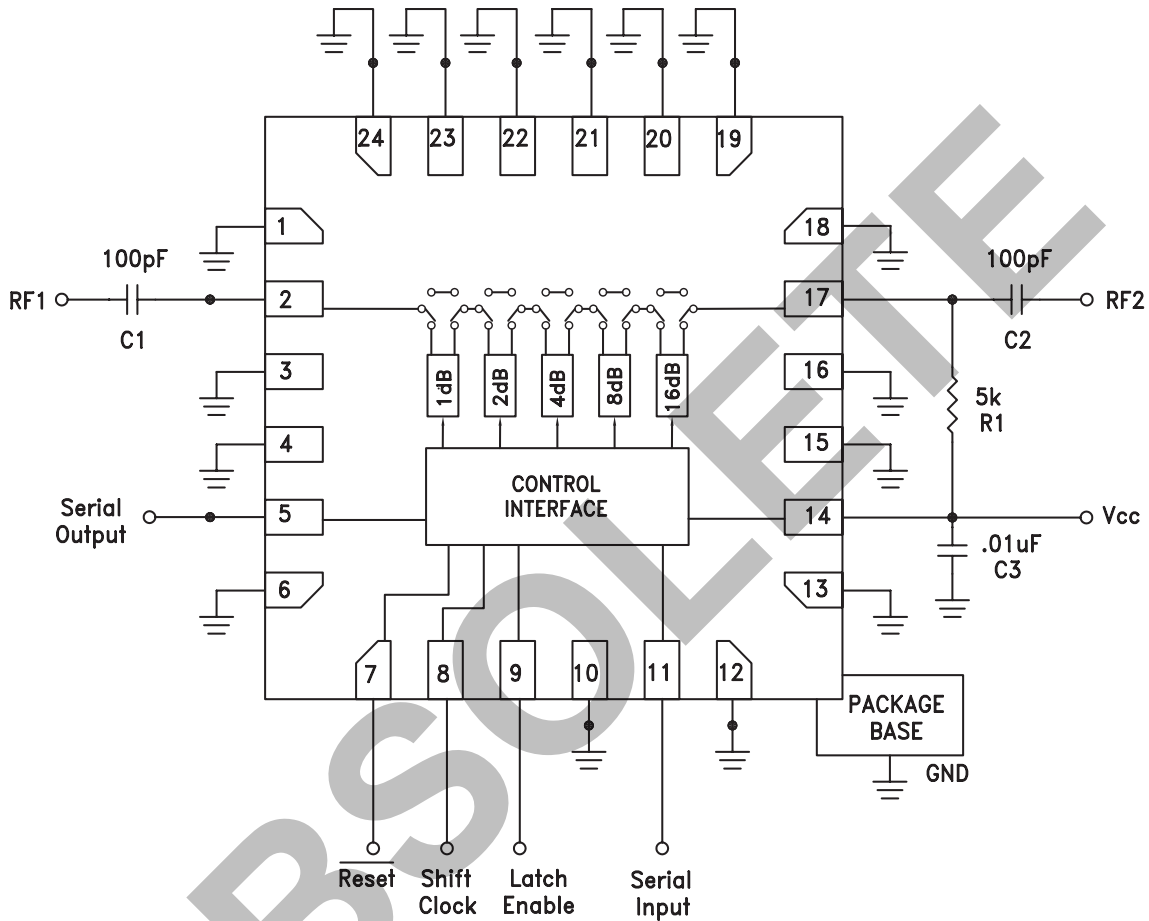 24
23
22
21
20
19
1
18
100pF
100pF
RF1
2
17
RF2
C1
C2
3
16
1dB
2dB
4dB
8dB
16dB
5k
R1
4
15
CONTROL
INTERFACE
Serial
Output
5
14
Vcc
.01uF
C3
6
13
7
8
9
10
11
12
PACKAGE
BASE
GND
Reset
Shift
Clock
Latch
Enable
Serial
Input
BSOLETE